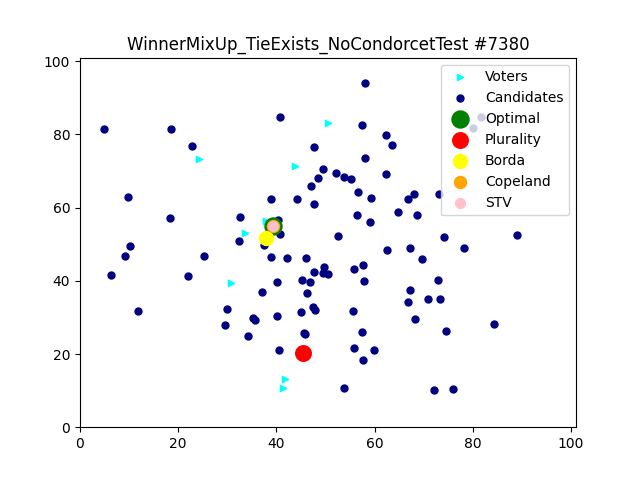 WinnerMixUp_TieExists_NoCondorcetTest #7380
100
80
60
40
20
0
0
20
40
60
80
100
Voters
Candidates
Optimal
Plurality
Borda
Copeland
STV